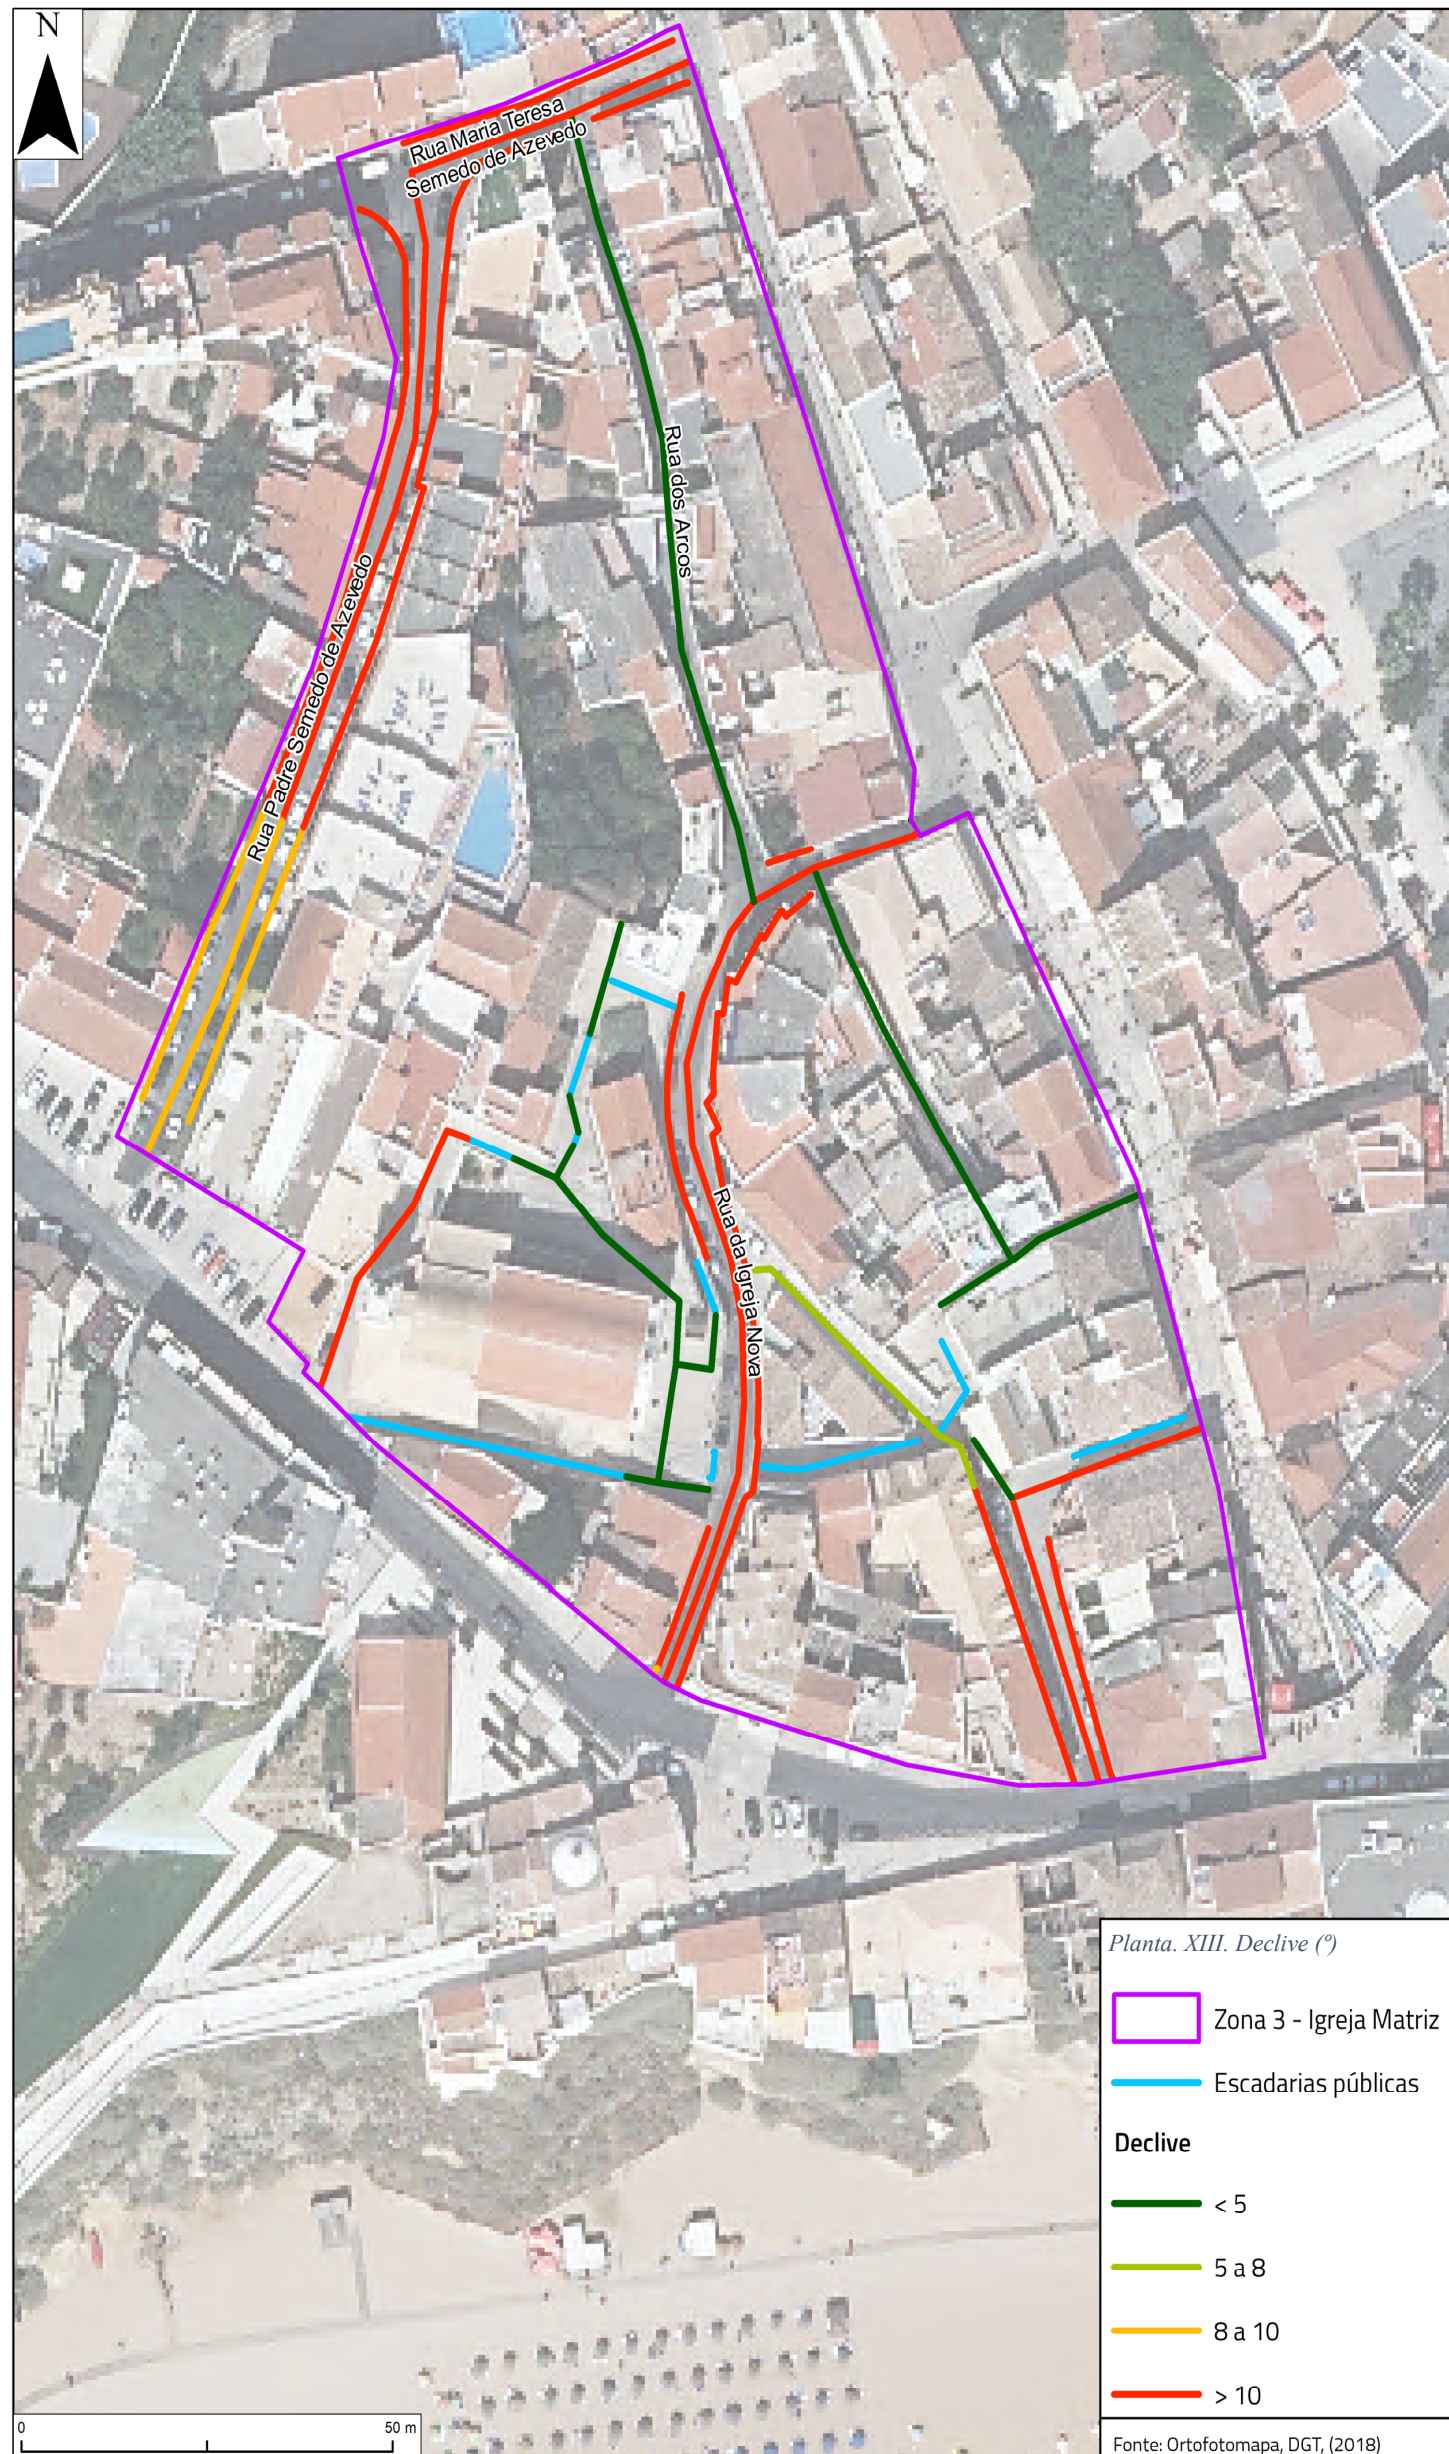 N
Rua Maria Teresa
Semedo de Azevedo
Rua dos Arcos
Rua Padre Semedo de Azevedo
Rua da Igreja Nova
Planta. XIII. Declive (º)
Zona 3 - Igreja Matriz
Escadarias públicas
Declive
< 5
5 a 8
8 a 10
> 10
0 50 m
Fonte: Ortofotomapa, DGT, (2018)